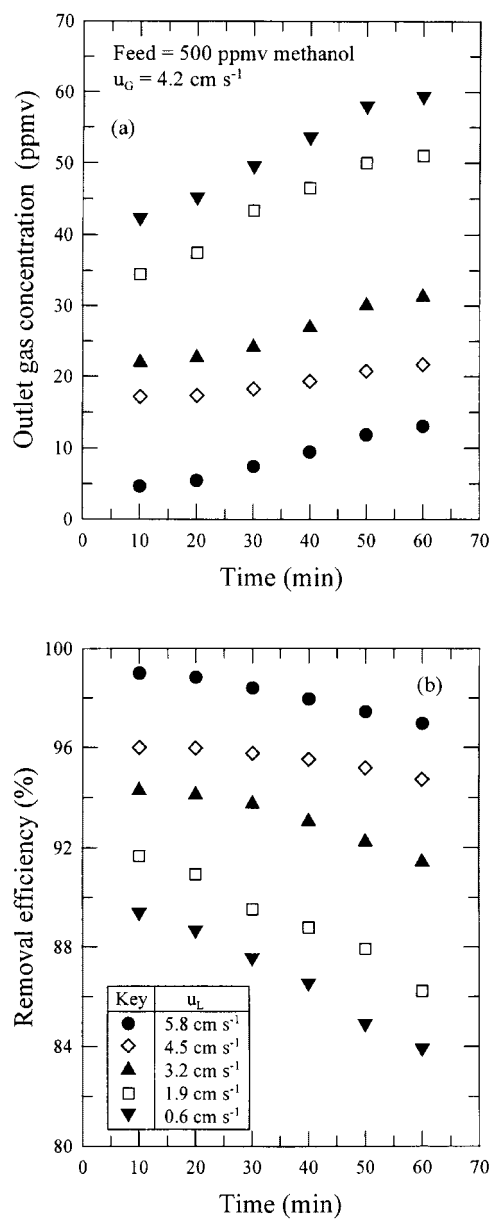 70
60
50
40
30
20
10
0
Outlet gas concentration (ppmv)
Feed = 500 ppmv methanol
u_G = 4.2 cm s⁻¹
(a)
0 10 20 30 40 50 60 70
Time (min)
100
96
92
88
84
80
Removal efficiency (%)
(b)
Key u_L
5.8 cm s⁻¹
4.5 cm s⁻¹
3.2 cm s⁻¹
1.9 cm s⁻¹
0.6 cm s⁻¹
0 10 20 30 40 50 60 70
Time (min)